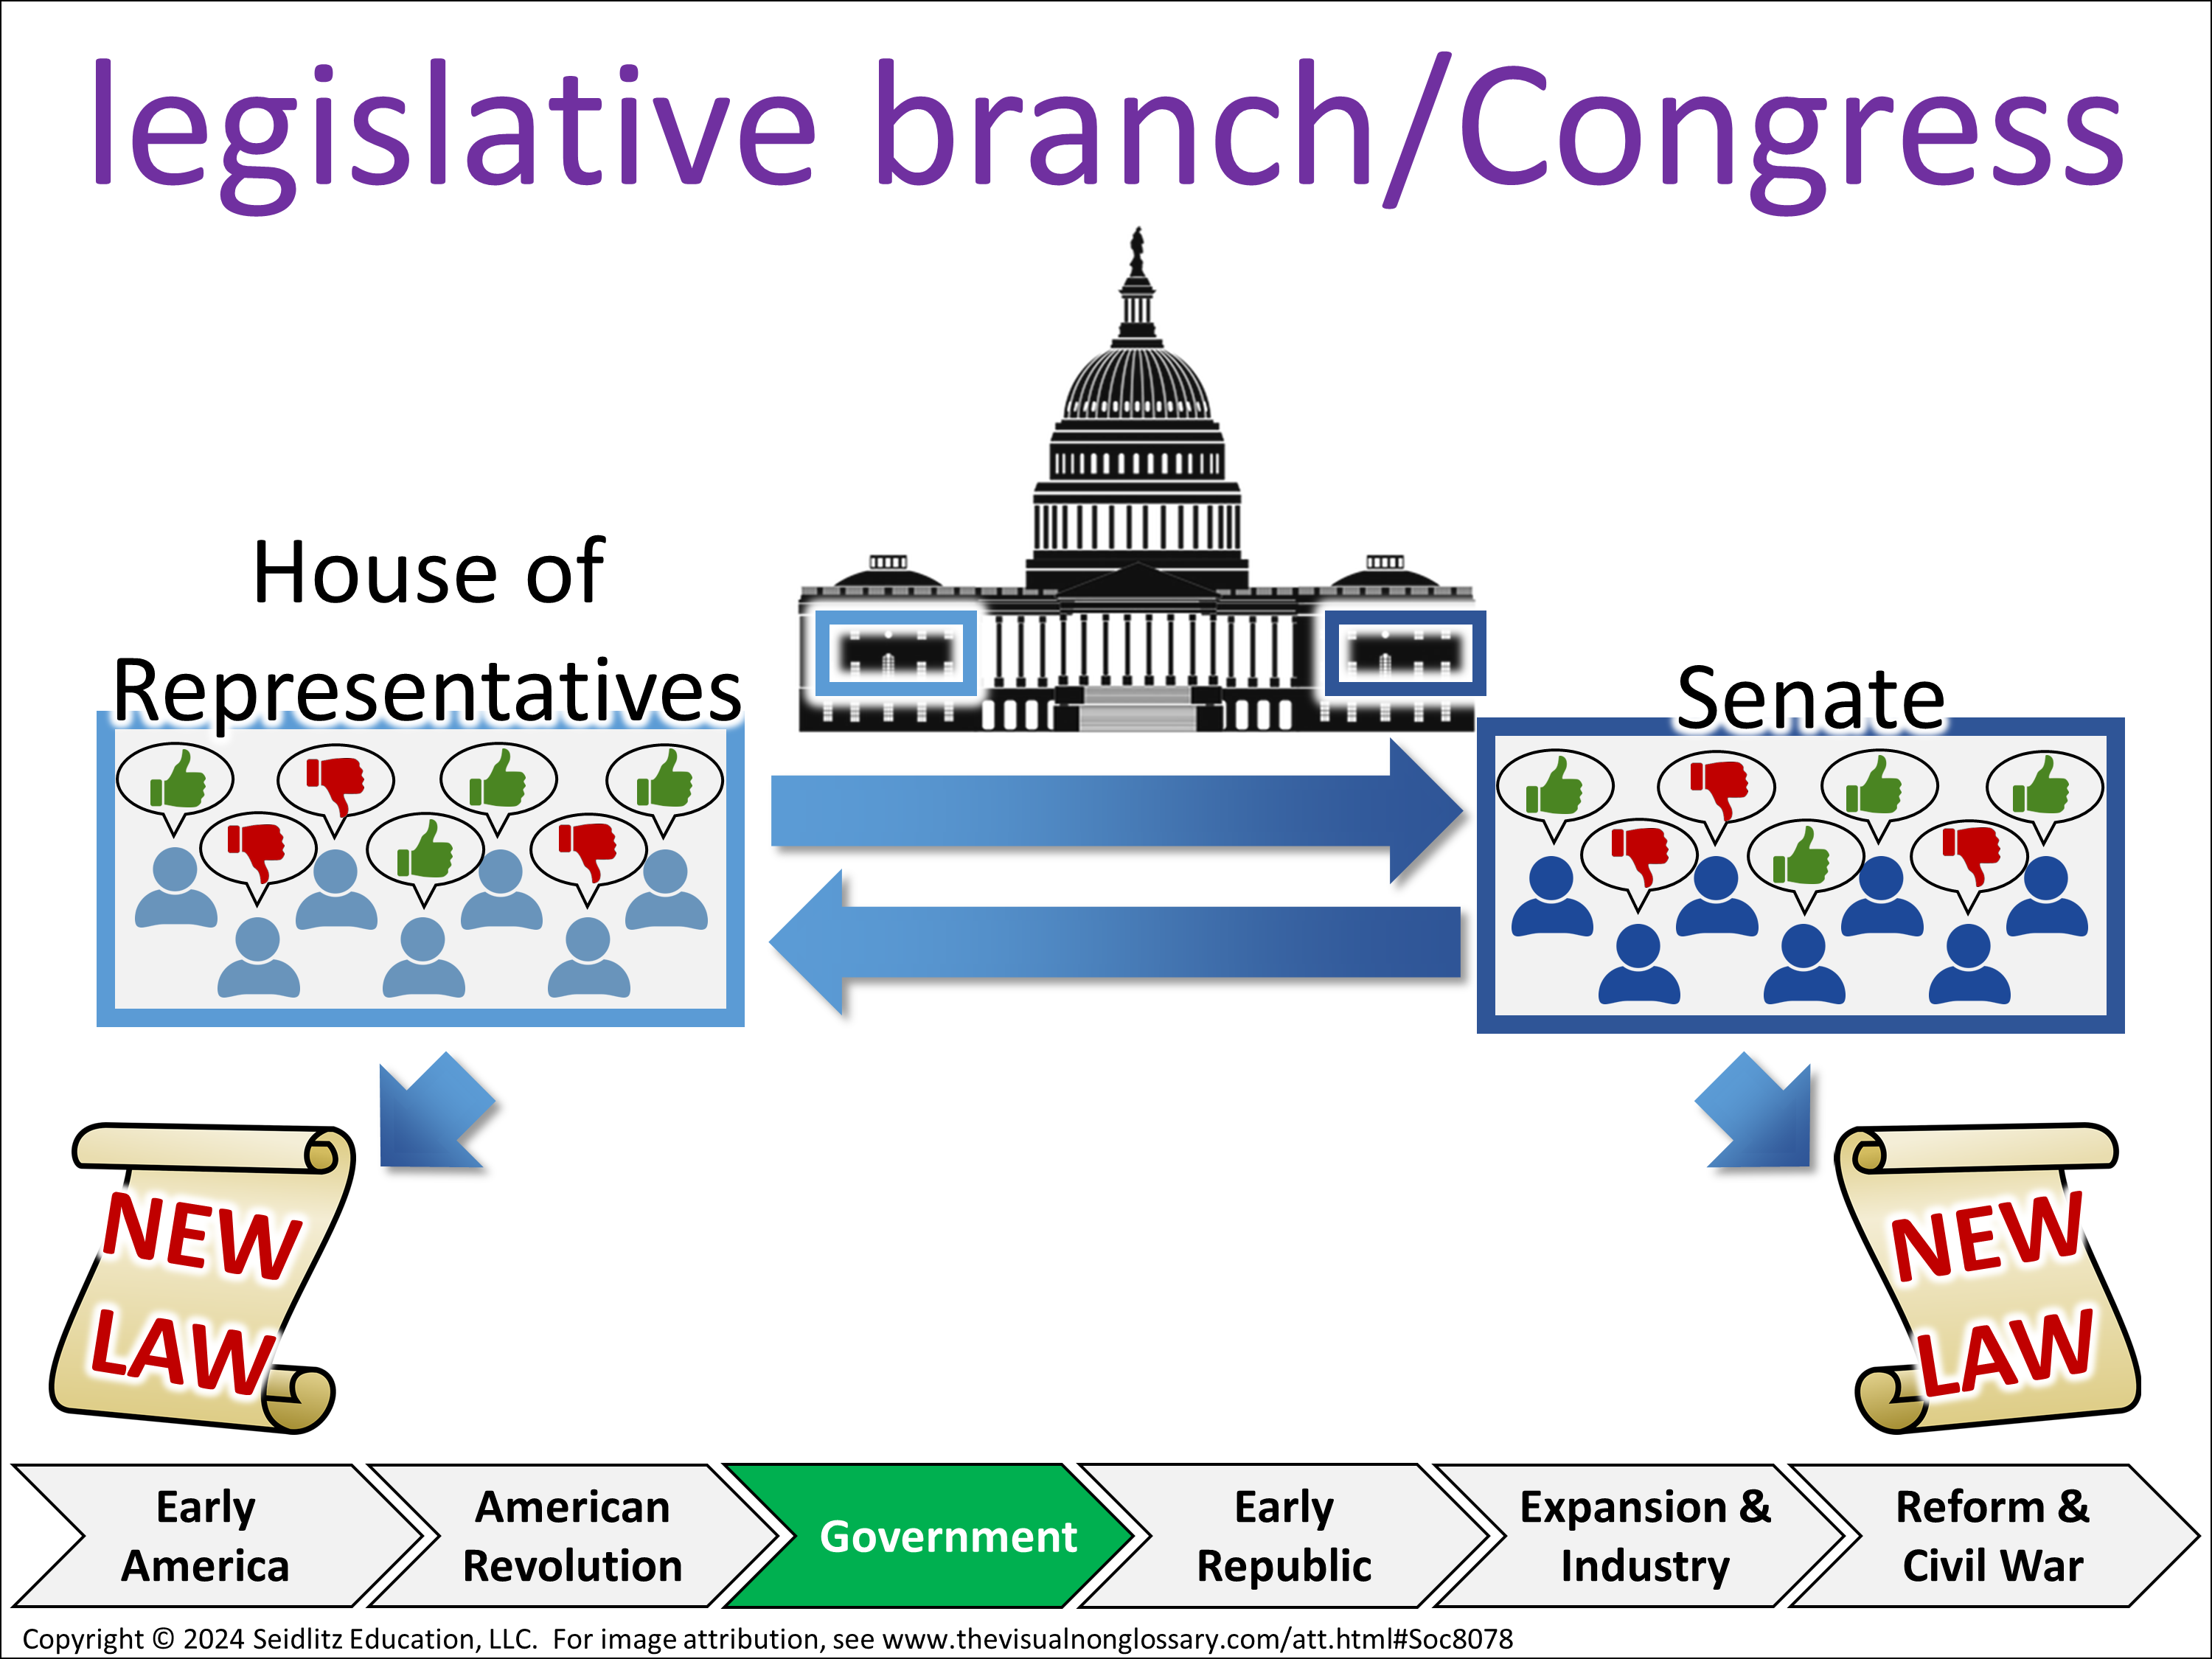 legislative branch/Congress
House of
Representatives
Senate
NEW
LAW
NEW
LAW
Early
America
American
Revolution
Government
Early
Republic
Expansion &
Industry
Reform &
Civil War
Copyright © 2024 Seidlitz Education, LLC.  For image attribution, see www.thevisualnonglossary.com/att.html#Soc8078